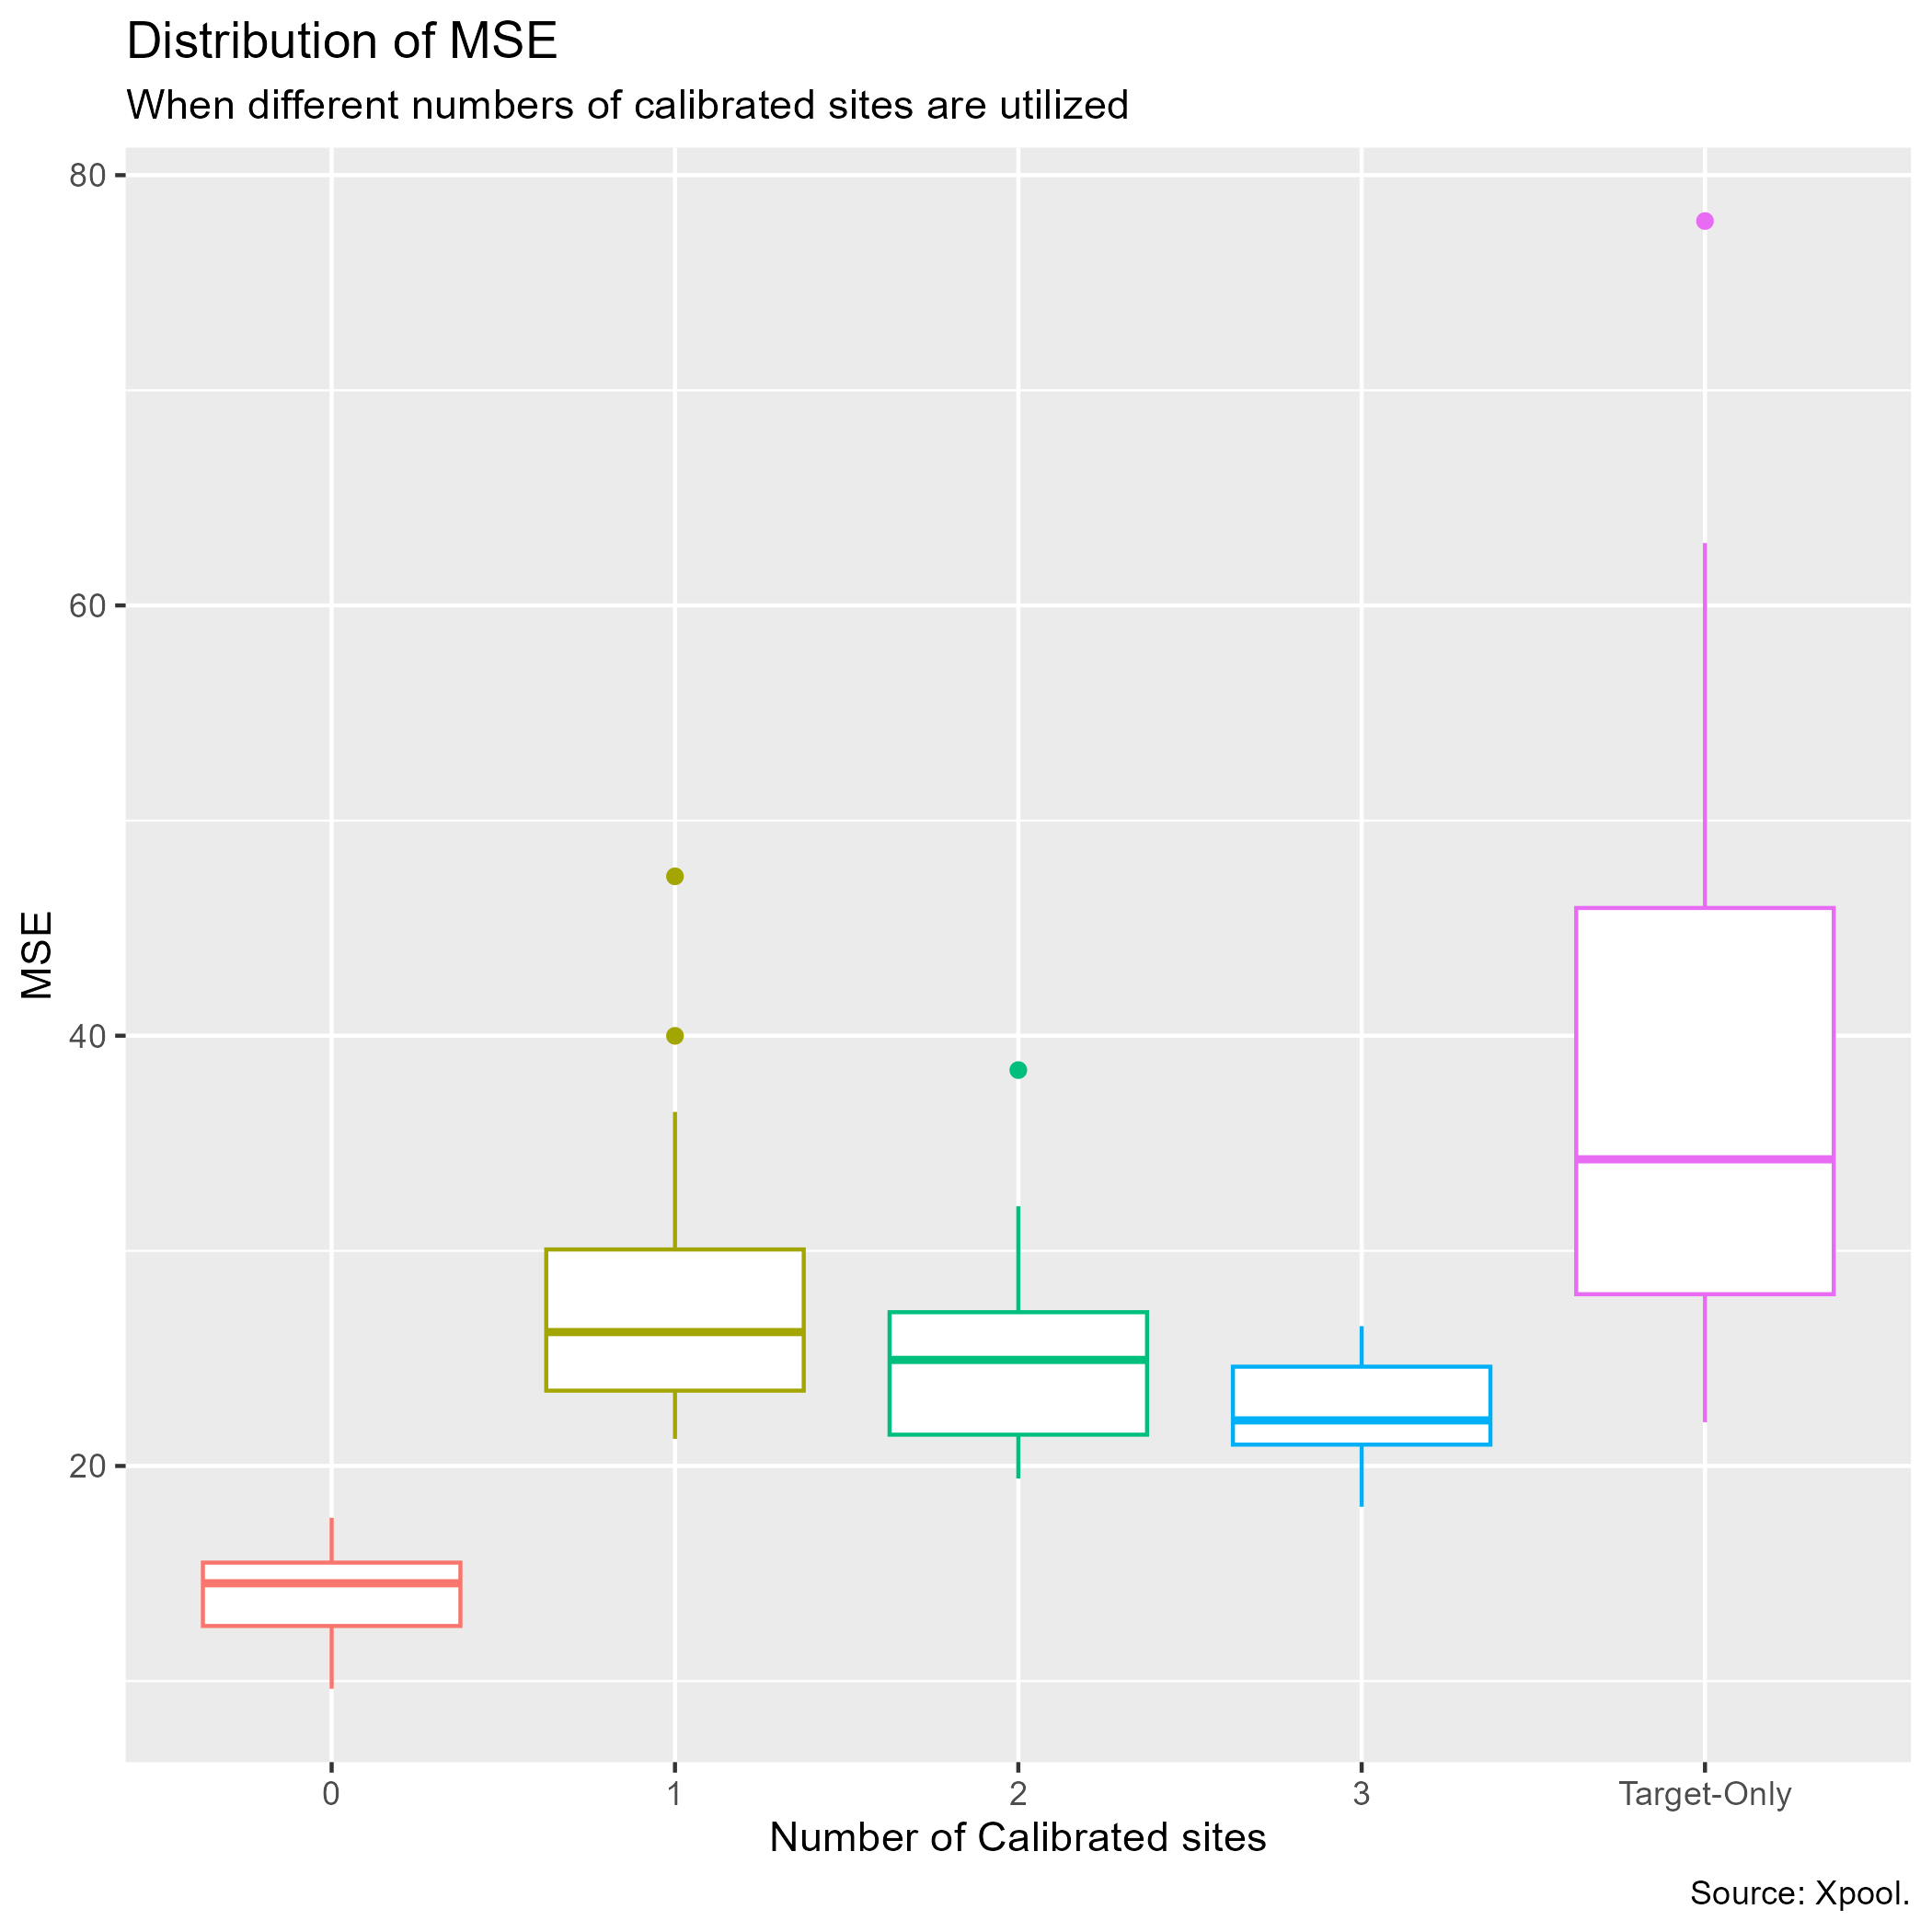 Distribution of MSE
When different numbers of calibrated sites are utilized
MSE
80
60
40
20
0 1 2 3 Target-Only
Number of Calibrated sites
Source: Xpool.